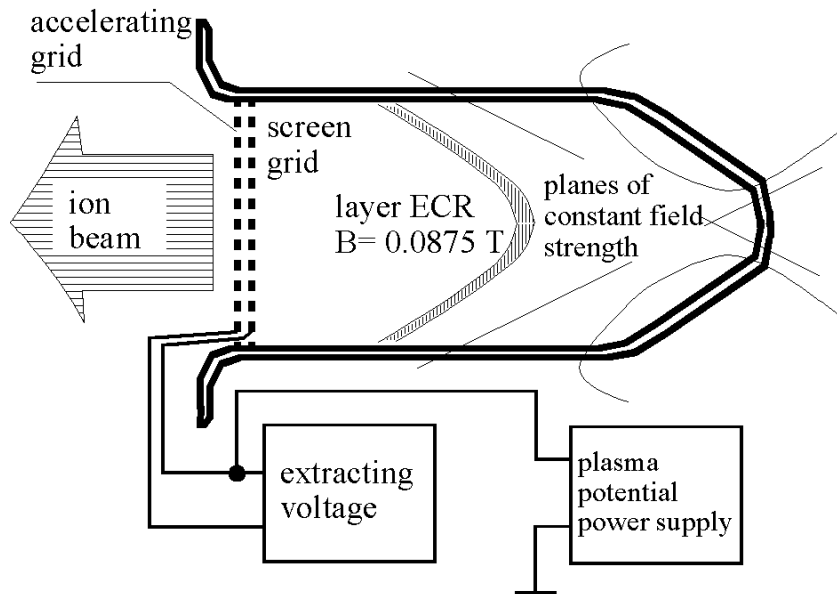 accelerating
grid
screen
grid
ion
beam
layer ECR
B= 0.0875 T
planes of
constant field
strength
extracting
voltage
plasma
potential
power supply